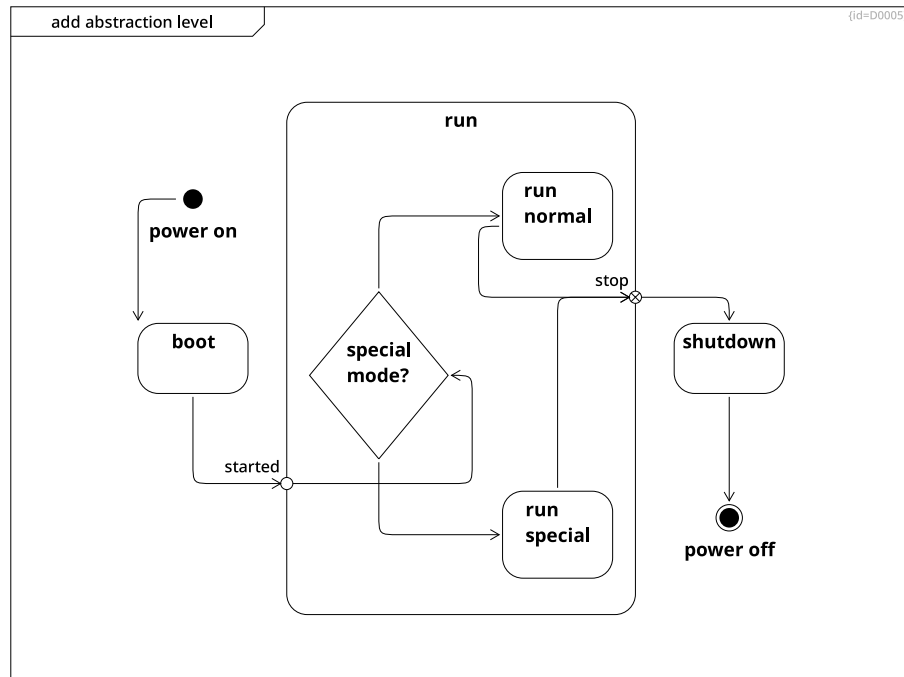 add abstraction level
{id=D0005
run
run
normal
power on
stop
boot
shutdown
special
mode?
started
run
special
power off